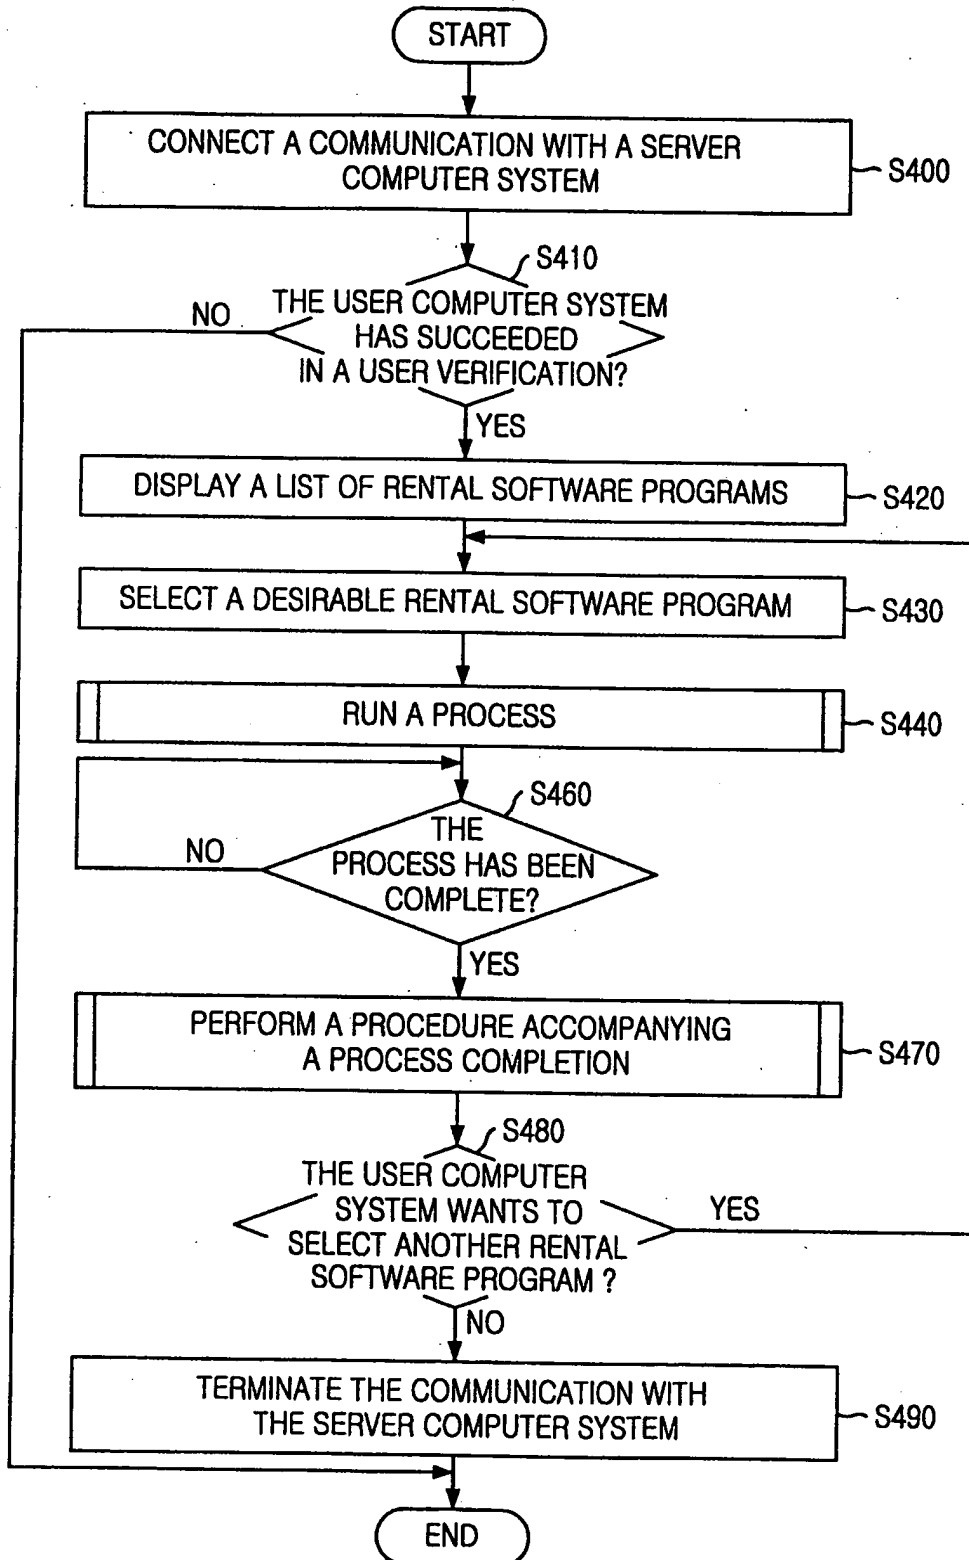 START
CONNECT A COMMUNICATION WITH A SERVER
COMPUTER SYSTEM
S400
S410
THE USER COMPUTER SYSTEM
HAS SUCCEEDED
IN A USER VERIFICATION?
NO
YES
DISPLAY A LIST OF RENTAL SOFTWARE PROGRAMS
S420
SELECT A DESIRABLE RENTAL SOFTWARE PROGRAM
S430
RUN A PROCESS
S440
S460
THE
PROCESS HAS BEEN
COMPLETE?
NO
YES
PERFORM A PROCEDURE ACCOMPANYING
A PROCESS COMPLETION
S470
S480
THE USER COMPUTER
SYSTEM WANTS TO
SELECT ANOTHER RENTAL
SOFTWARE PROGRAM ?
YES
NO
TERMINATE THE COMMUNICATION WITH
THE SERVER COMPUTER SYSTEM
S490
END